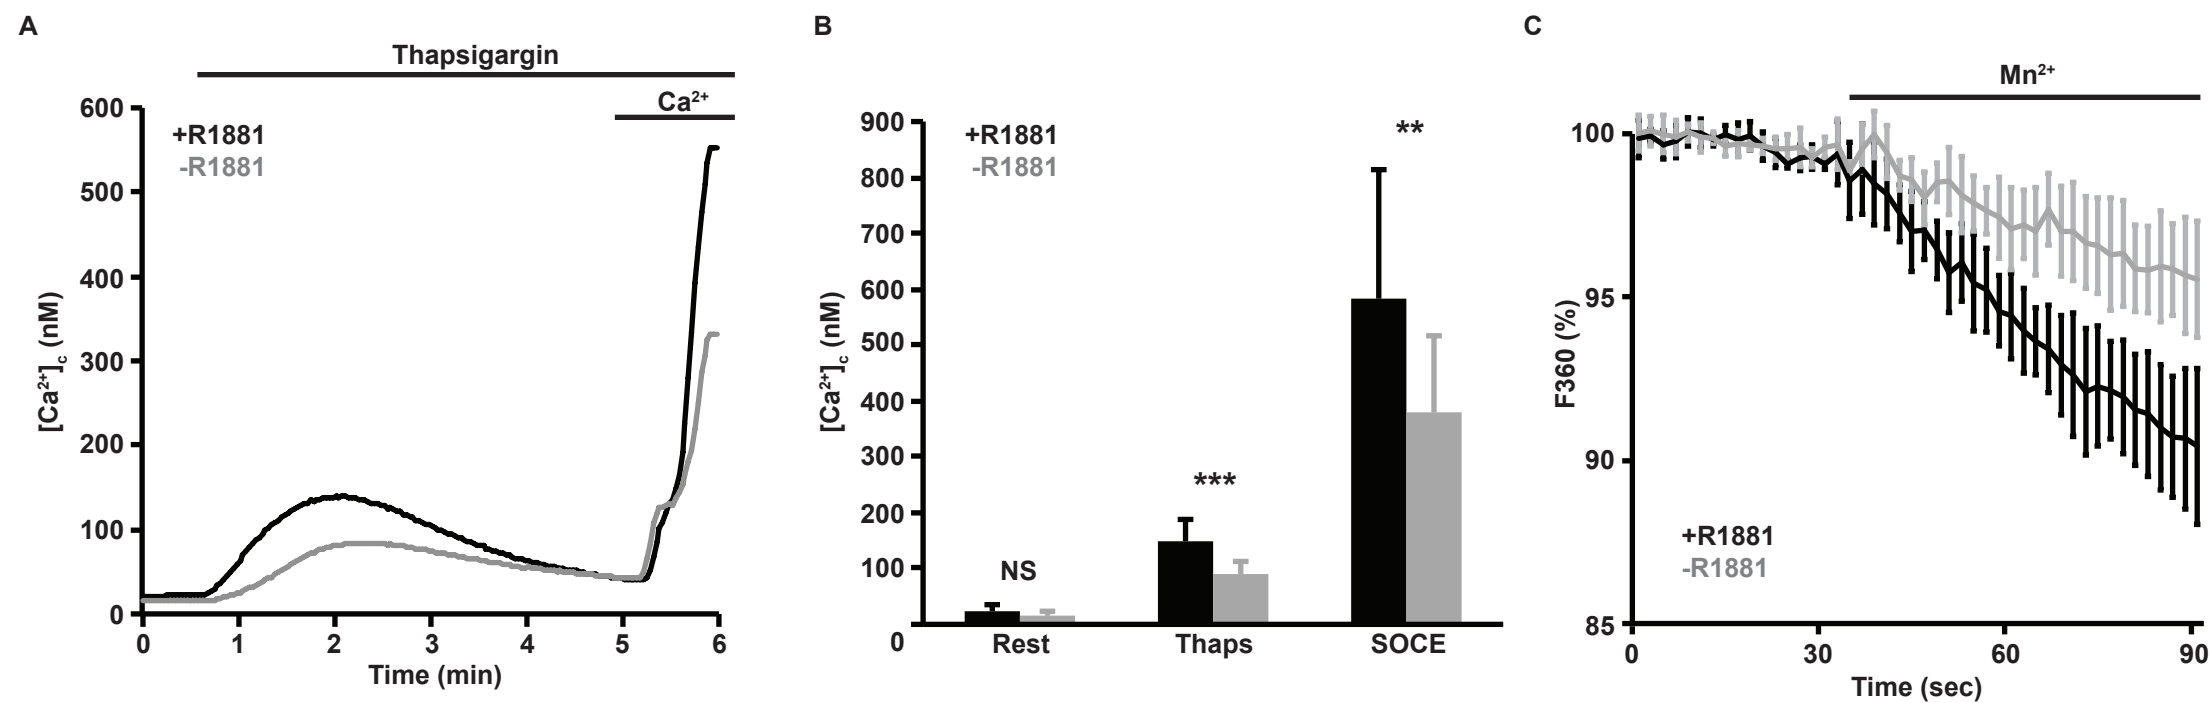 A
Thapsigargin
Ca²⁺
+R1881
-R1881
600
500
400
300
200
100
0
[Ca²⁺]c (nM)
0 1 2 3 4 5 6
Time (min)
B
+R1881
-R1881
900
800
700
600
500
400
300
200
100
0
[Ca²⁺]c (nM)
NS
***
**
Rest Thaps SOCE
C
Mn²⁺
100
95
90
85
F360 (%)
+R1881
-R1881
0 30 60 90
Time (sec)